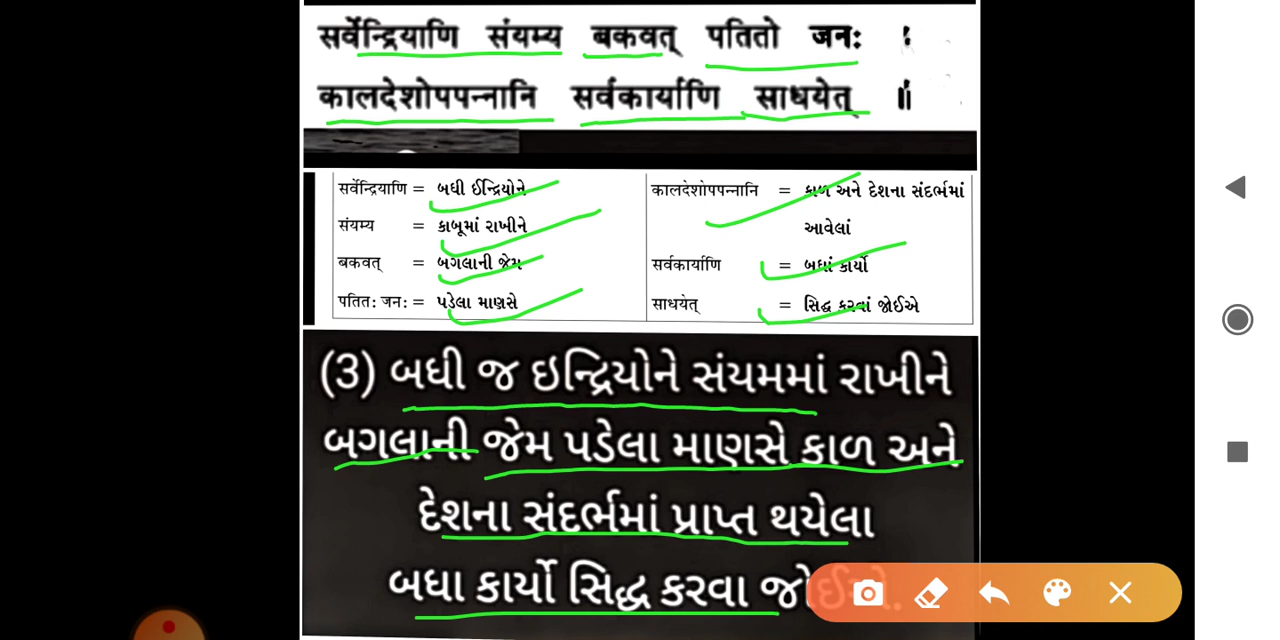 सर्वेन्द्रियाणि संयम्य बकवत् पतितो जनः ।
कालदेशोपपन्नानि सर्वकार्याणि साधयेत् ॥
सर्वेन्द्रियाणि = બધી ઈન્દ્રિયોને
संयम्य = કાબૂમાં રાખીને
बकवत् = બગલાની જેમ
पतितः जनः = પડેલા માણસે
कालदेशोपपन्नानि = કાળ અને દેશના સંદર્ભમાં
આવેલાં
सर्वकार्याणि = બધાં કાર્યો
साधयेत् = સિદ્ધ કરવાં જોઈએ
(3) બધી જ ઇન્દ્રિયોને સંયમમાં રાખીને
બગલાની જેમ પડેલા માણસે કાળ અને
દેશના સંદર્ભમાં પ્રાપ્ત થયેલા
બધા કાર્યો સિદ્ધ કરવા જોઈએ.